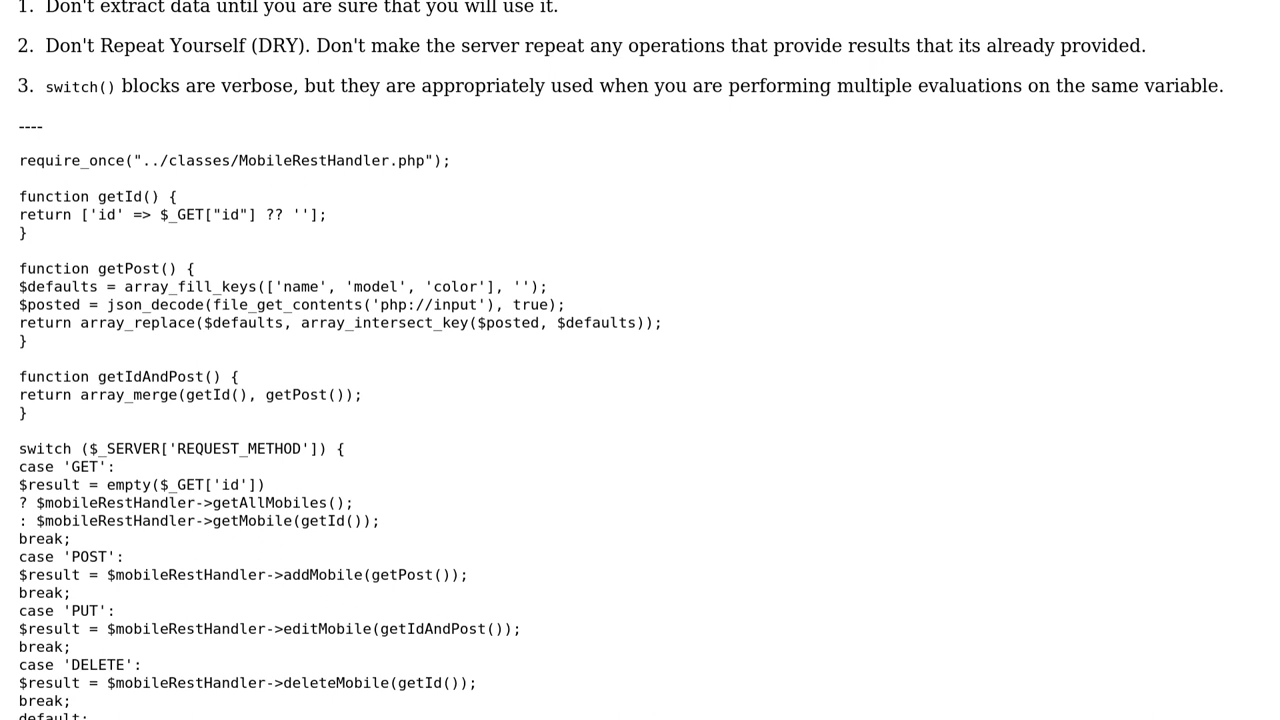 1. Don't extract data until you are sure that you will use it.
2. Don't Repeat Yourself (DRY). Don't make the server repeat any operations that provide results that its already provided.
3. switch() blocks are verbose, but they are appropriately used when you are performing multiple evaluations on the same variable.
----
require_once("../classes/MobileRestHandler.php");
function getId() {
return ['id' => $_GET["id"] ?? ''];
}
function getPost() {
$defaults = array_fill_keys(['name', 'model', 'color'], '');
$posted = json_decode(file_get_contents('php://input'), true);
return array_replace($defaults, array_intersect_key($posted, $defaults));
}
function getIdAndPost() {
return array_merge(getId(), getPost());
}
switch ($_SERVER['REQUEST_METHOD']) {
case 'GET':
$result = empty($_GET['id'])
? $mobileRestHandler->getAllMobiles();
: $mobileRestHandler->getMobile(getId());
break;
case 'POST':
$result = $mobileRestHandler->addMobile(getPost());
break;
case 'PUT':
$result = $mobileRestHandler->editMobile(getIdAndPost());
break;
case 'DELETE':
$result = $mobileRestHandler->deleteMobile(getId());
break;
default: